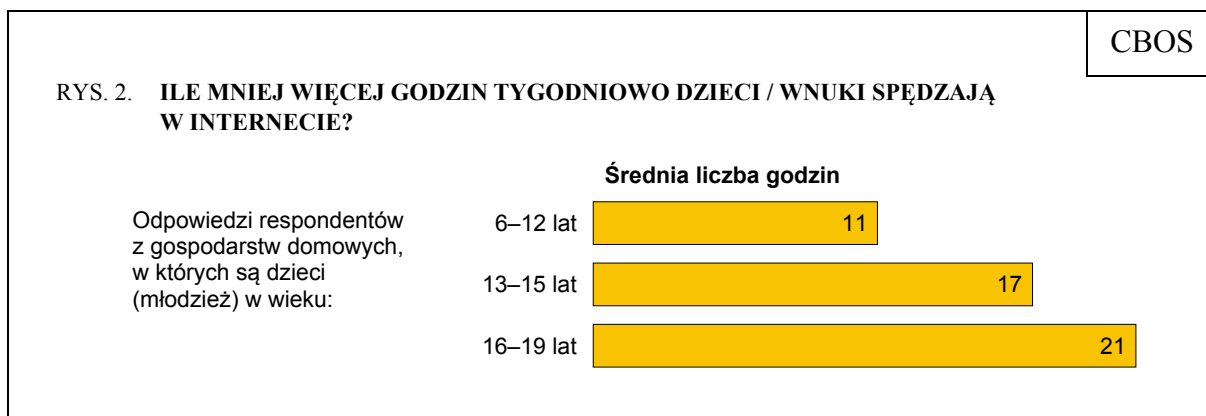 CBOS
RYS. 2. ILE MNIEJ WIĘCEJ GODZIN TYGODNIOWO DZIECI / WNUKI SPĘDZAJĄ
W INTERNECIE?
Średnia liczba godzin
Odpowiedzi respondentów
z gospodarstw domowych,
w których są dzieci
(młodzież) w wieku:
6–12 lat 11
13–15 lat 17
16–19 lat 21